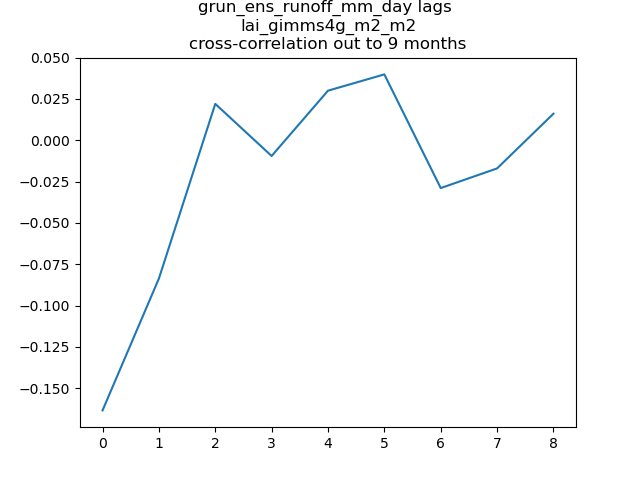 grun_ens_runoff_mm_day lags
lai_gimms4g_m2_m2
cross-correlation out to 9 months
0.050
0.025
0.000
−0.025
−0.050
−0.075
−0.100
−0.125
−0.150
0 1 2 3 4 5 6 7 8